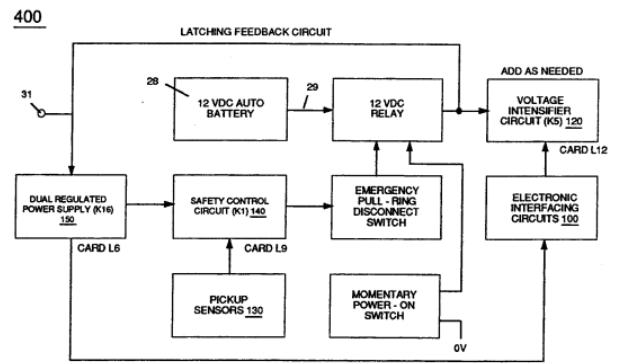 400
LATCHING FEEDBACK CIRCUIT
31
28
12 VDC AUTO
BATTERY
29
12 VDC
RELAY
ADD AS NEEDED
VOLTAGE
INTENSIFIER
CIRCUIT (K5) 120
CARD L12
DUAL REGULATED
POWER SUPPLY (K16)
150
CARD L6
SAFETY CONTROL
CIRCUIT (K1) 140
CARD L9
EMERGENCY
PULL - RING
DISCONNECT
SWITCH
ELECTRONIC
INTERFACING
CIRCUITS 100
PICKUP
SENSORS 130
MOMENTARY
POWER - ON
SWITCH
0V